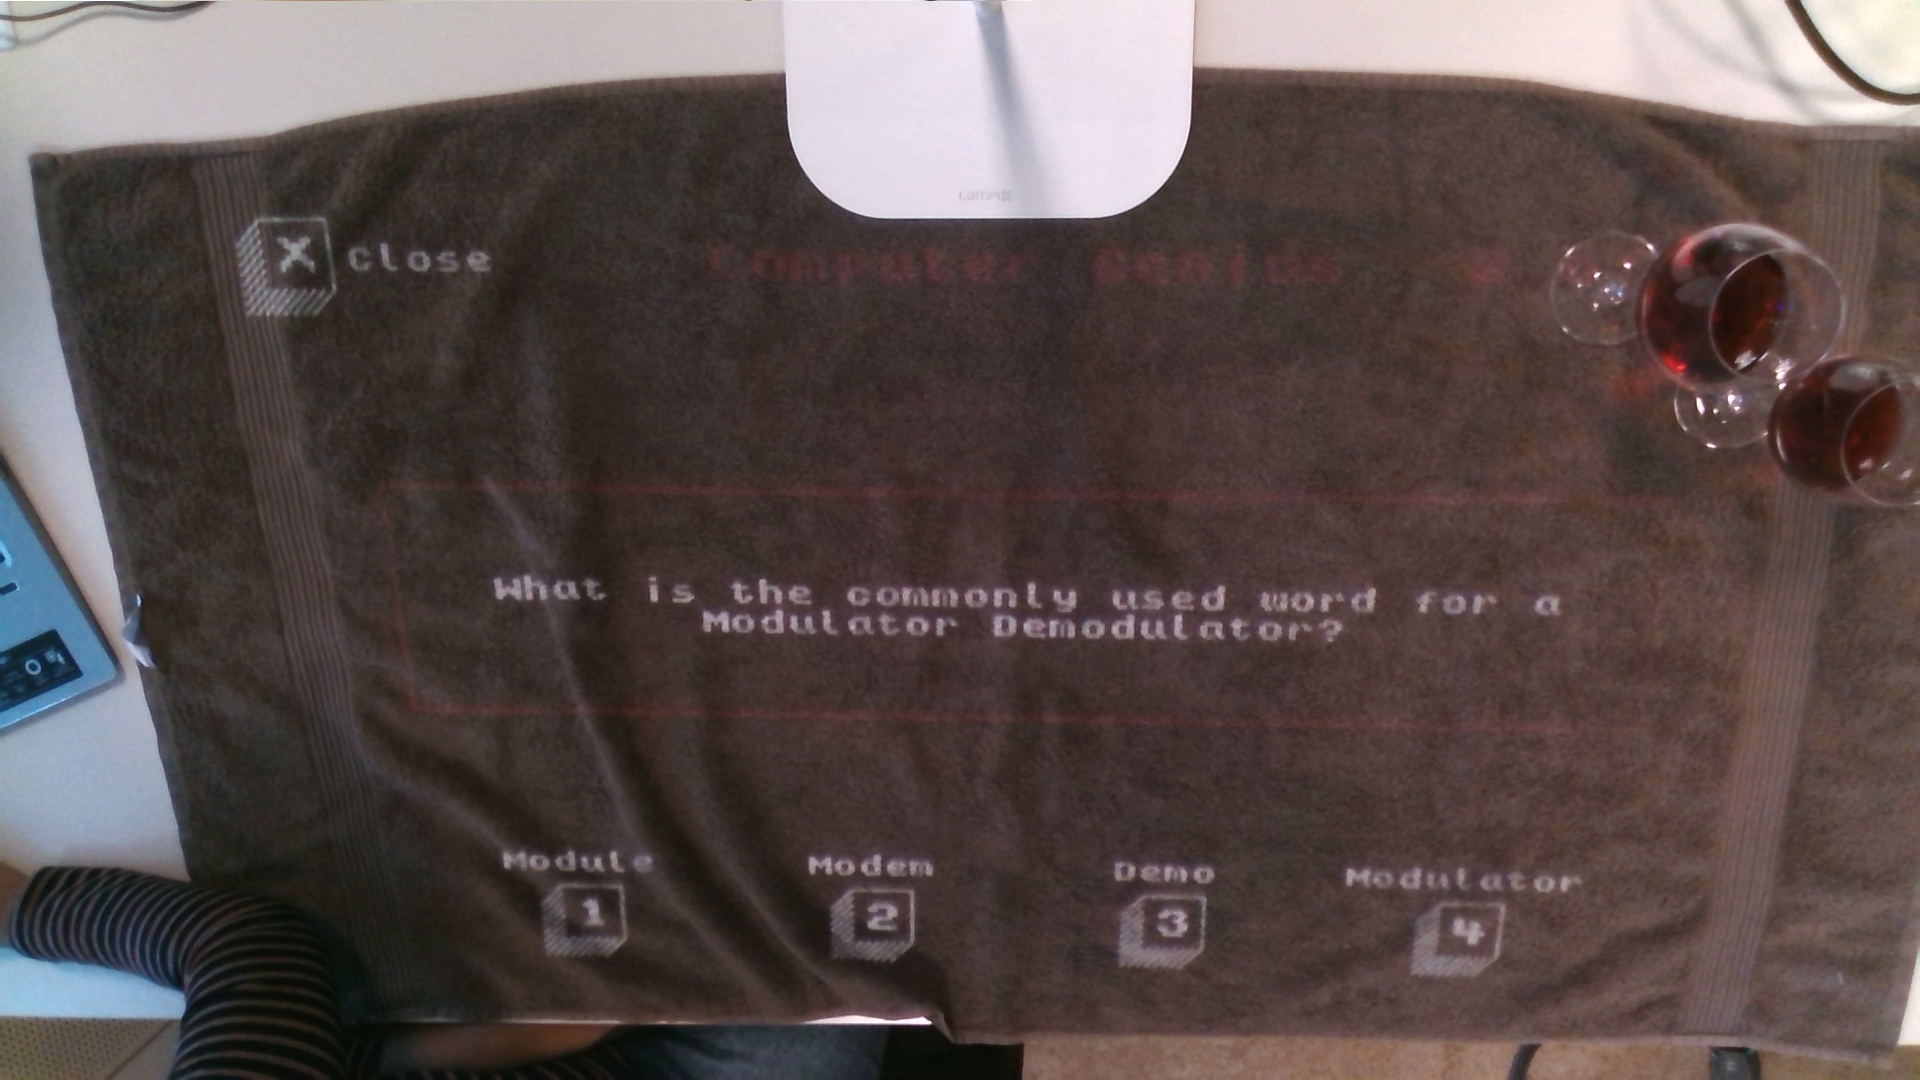 X Close
Computer Genius
What is the commonly used word for a
Modulator Demodulator?
Module
Modem
Demo
Modulator
1
2
3
4